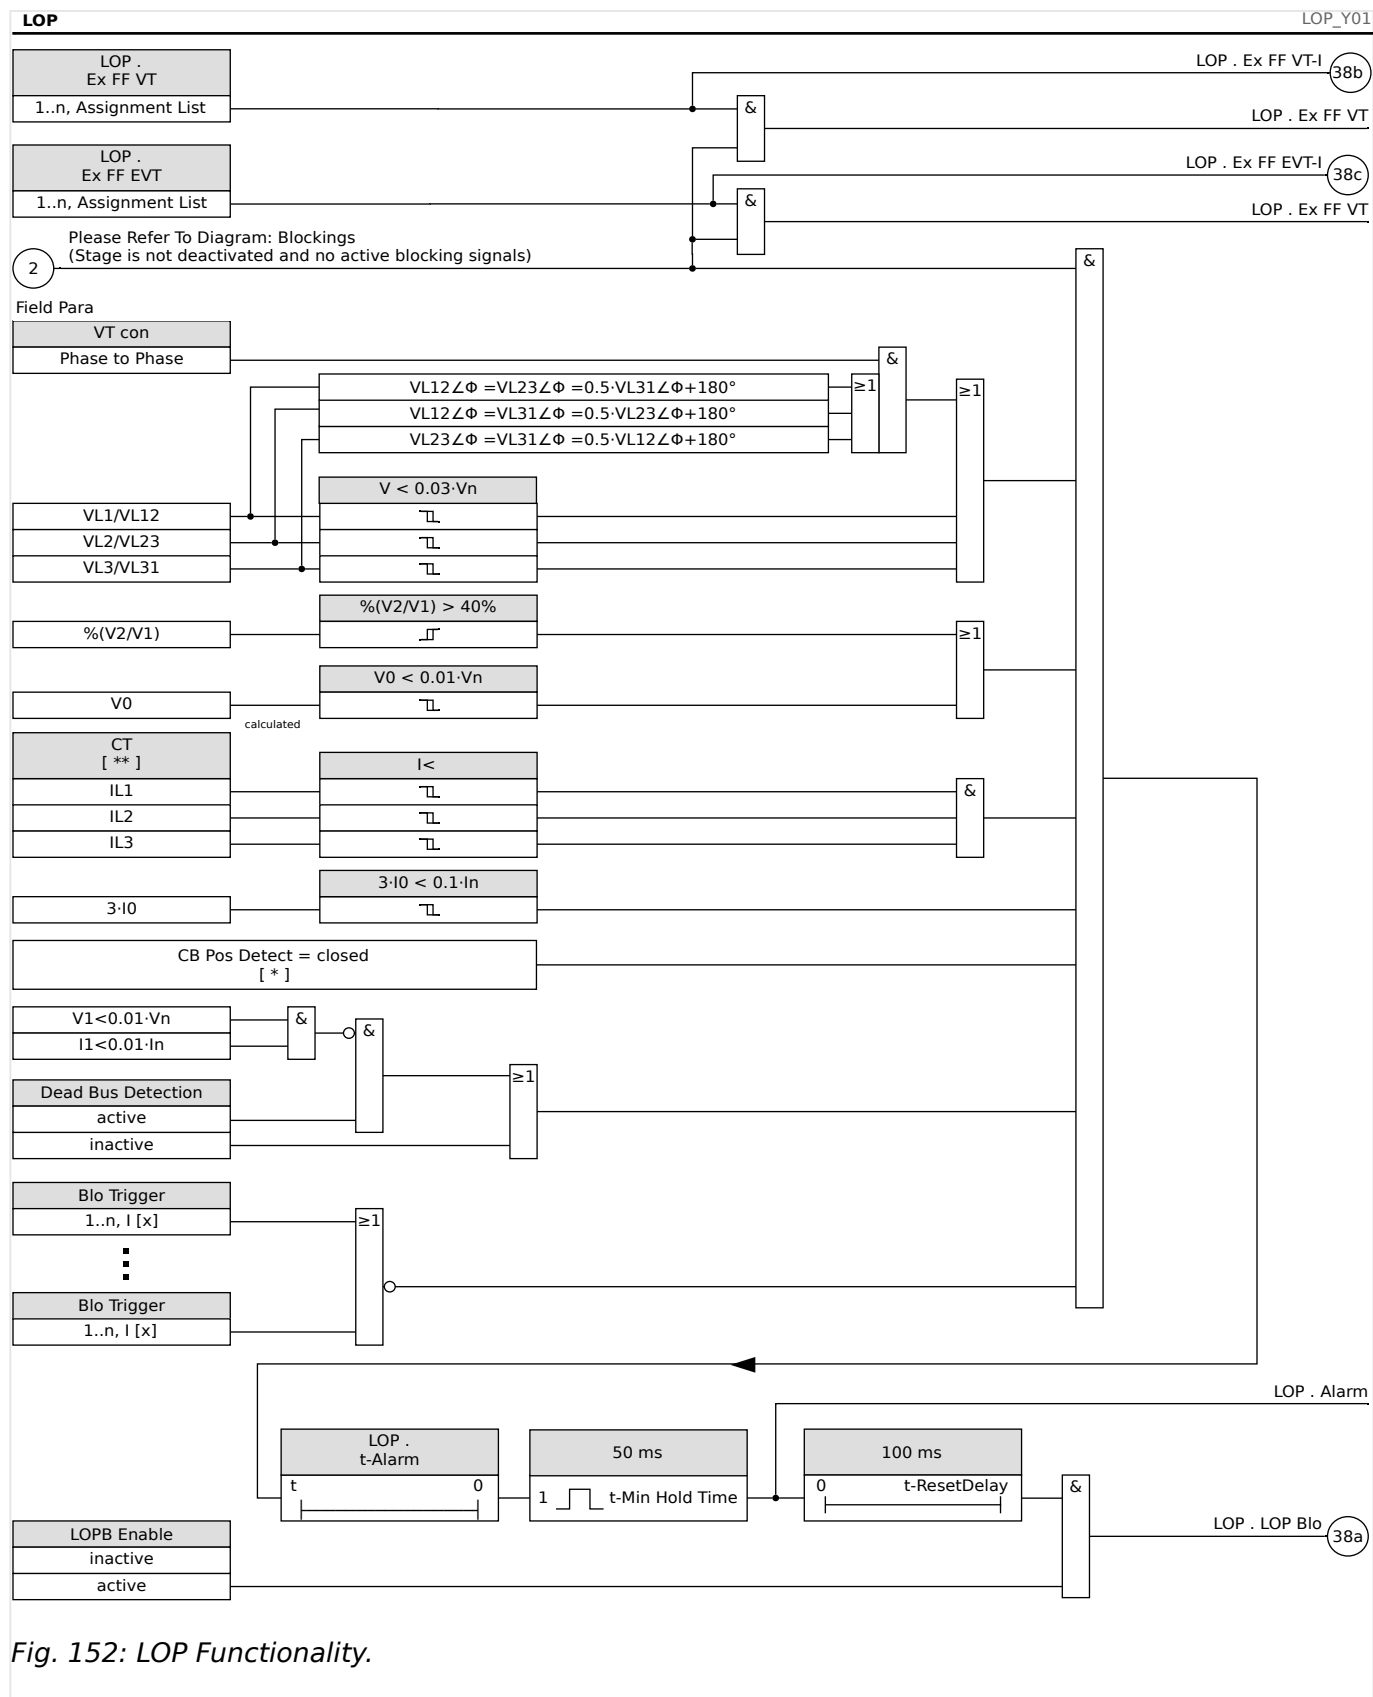 LOP
LOP_Y01
LOP .
Ex FF VT
1..n, Assignment List
LOP . Ex FF VT-I
38b
&
LOP . Ex FF VT
LOP .
Ex FF EVT
1..n, Assignment List
LOP . Ex FF EVT-I
38c
&
LOP . Ex FF VT
Please Refer To Diagram: Blockings
(Stage is not deactivated and no active blocking signals)
2
&
Field Para
VT con
Phase to Phase
&
VL12∠Φ =VL23∠Φ =0.5·VL31∠Φ+180°
≥1
≥1
VL12∠Φ =VL31∠Φ =0.5·VL23∠Φ+180°
VL23∠Φ =VL31∠Φ =0.5·VL12∠Φ+180°
V < 0.03·Vn
VL1/VL12
VL2/VL23
VL3/VL31
%(V2/V1) > 40%
%(V2/V1)
≥1
V0 < 0.01·Vn
V0
calculated
CT
[ ** ]
I<
IL1
&
IL2
IL3
3·I0 < 0.1·In
3·I0
CB Pos Detect = closed
[ * ]
V1<0.01·Vn
&
&
I1<0.01·In
Dead Bus Detection
≥1
active
inactive
Blo Trigger
1..n, I [x]
≥1
Blo Trigger
1..n, I [x]
LOP . Alarm
LOP .
t-Alarm
50 ms
100 ms
t 0
1 t-Min Hold Time
0 t-ResetDelay
&
LOPB Enable
LOP . LOP Blo
38a
inactive
active
Fig. 152: LOP Functionality.